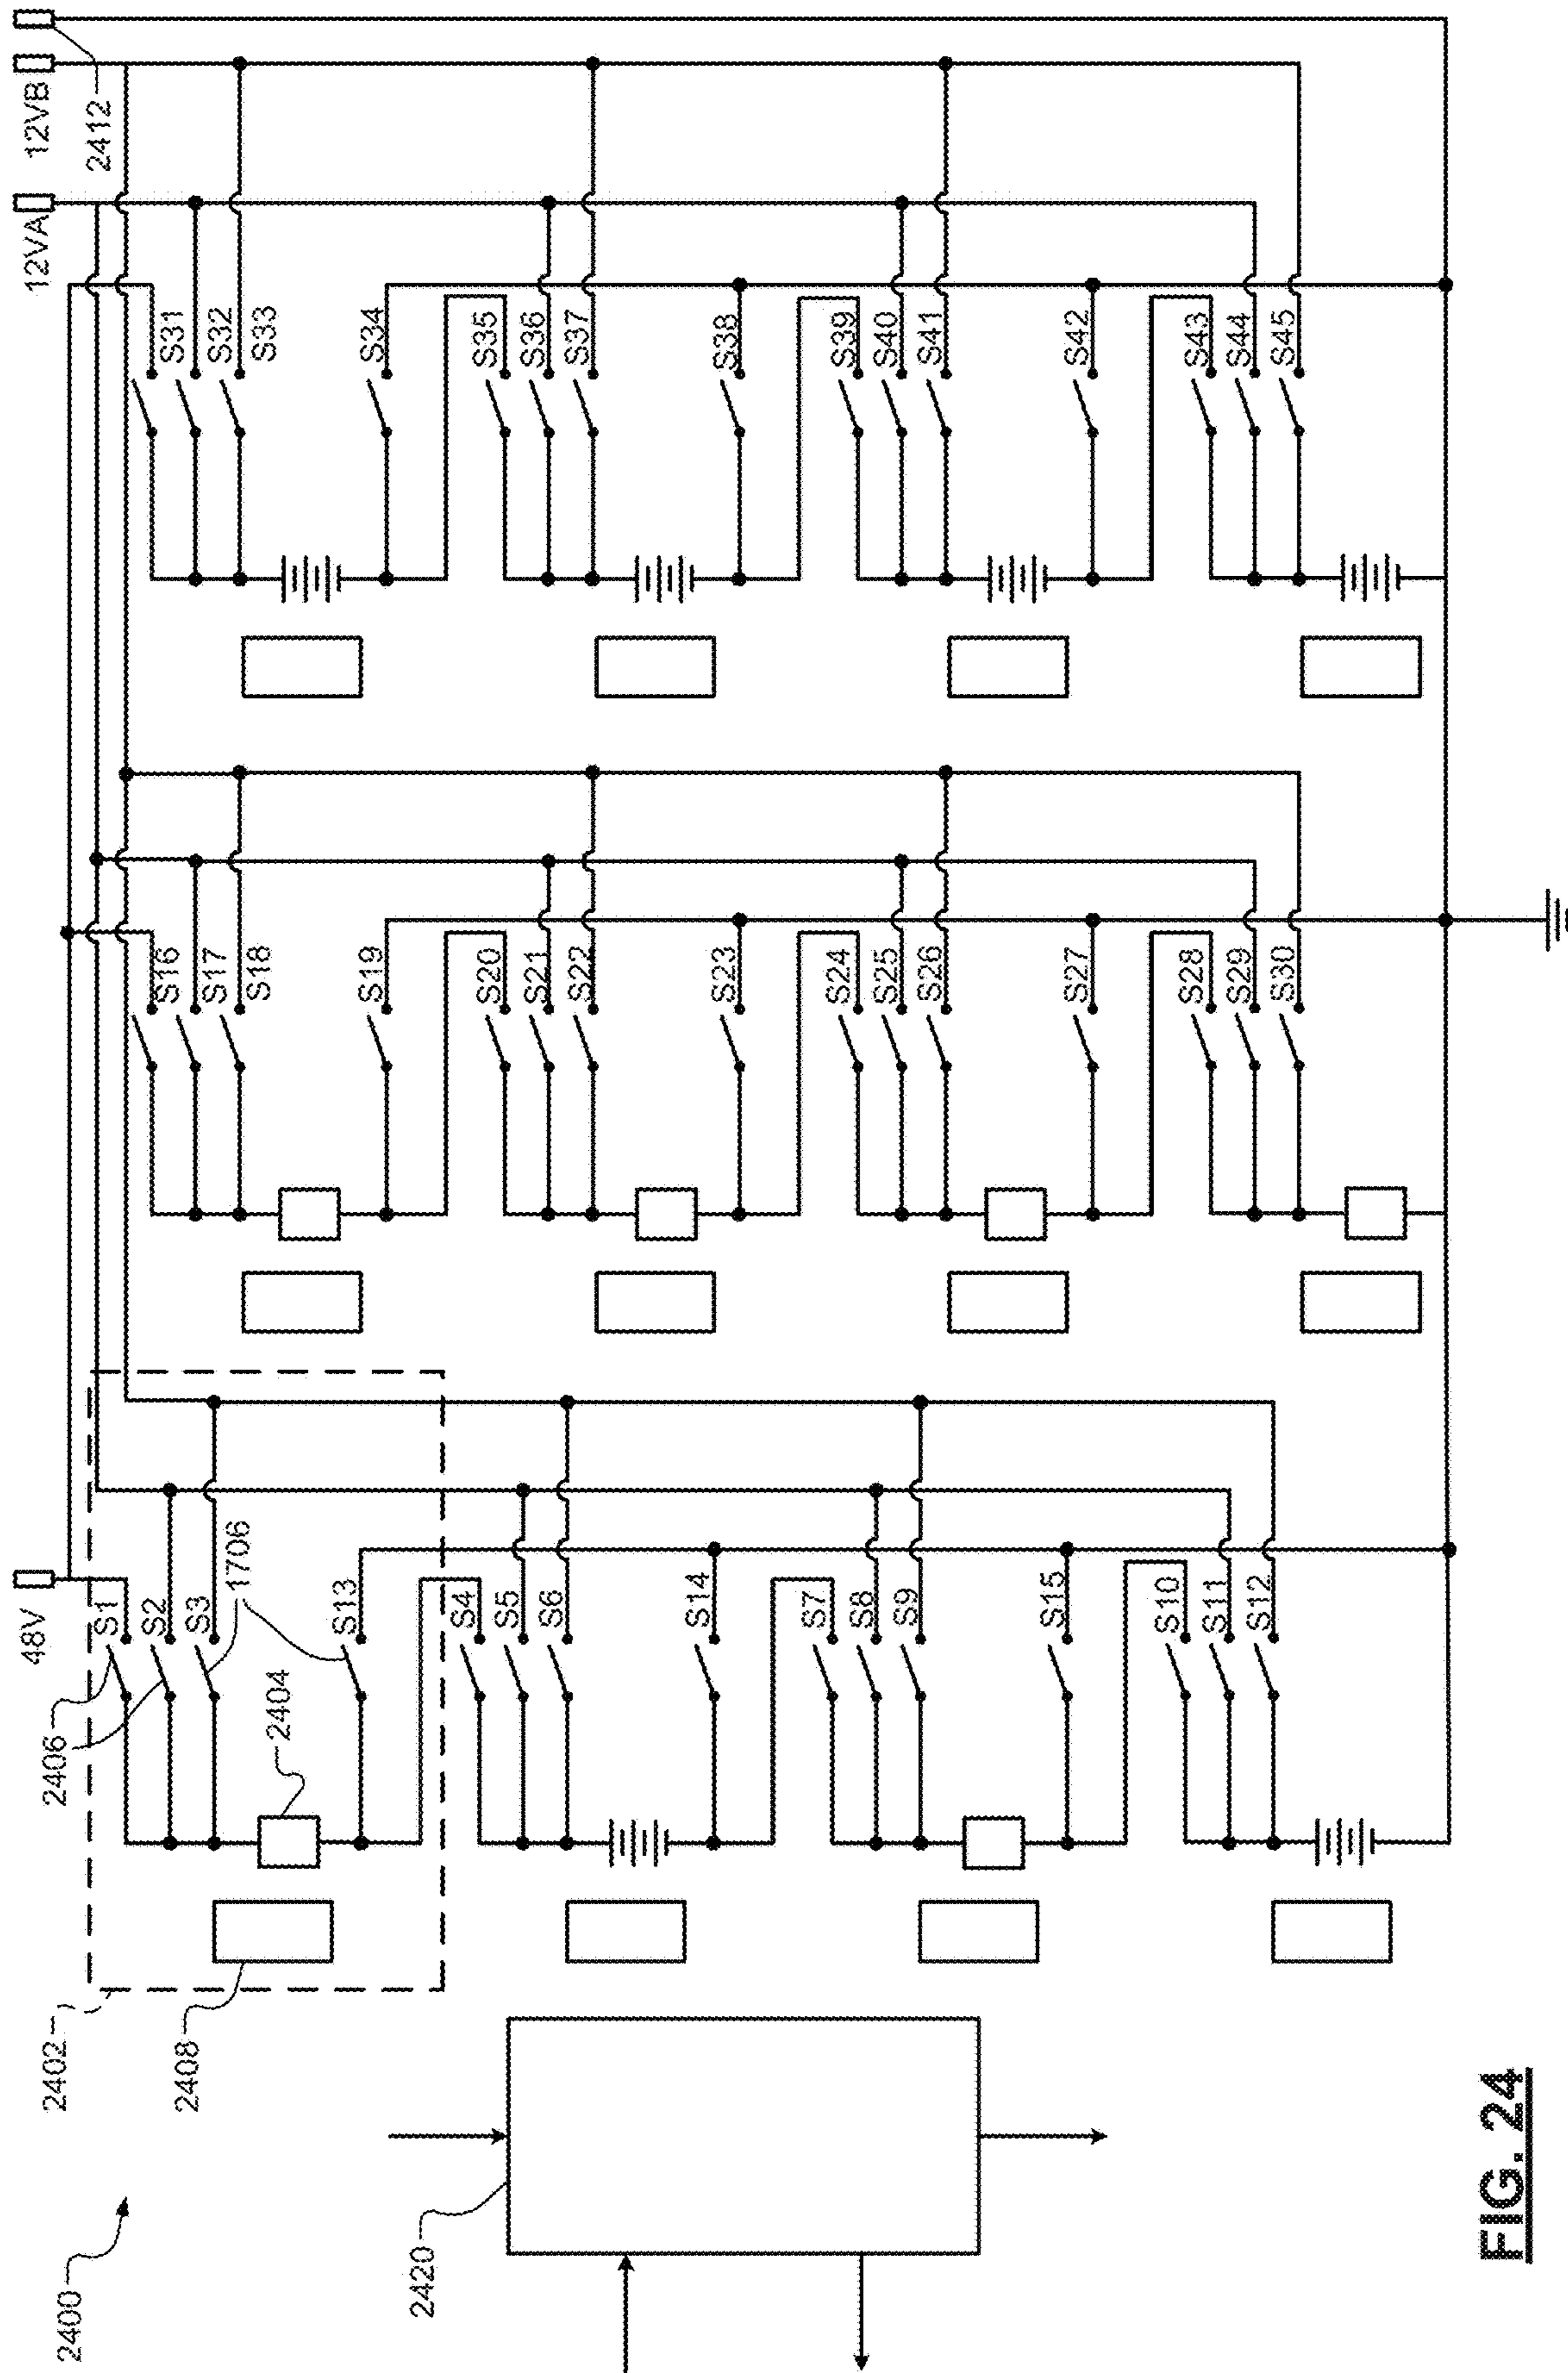 2400
2420
2402
2408
2406
2404
1706
48V
S1
S2
S3
S13
S4
S5
S6
S14
S7
S8
S9
S15
S10
S11
S12
S16
S17
S18
S19
S20
S21
S22
S23
S24
S25
S26
S27
S28
S29
S30
12VA
12VB
2412
S31
S32
S33
S34
S35
S36
S37
S38
S39
S40
S41
S42
S43
S44
S45
FIG. 24